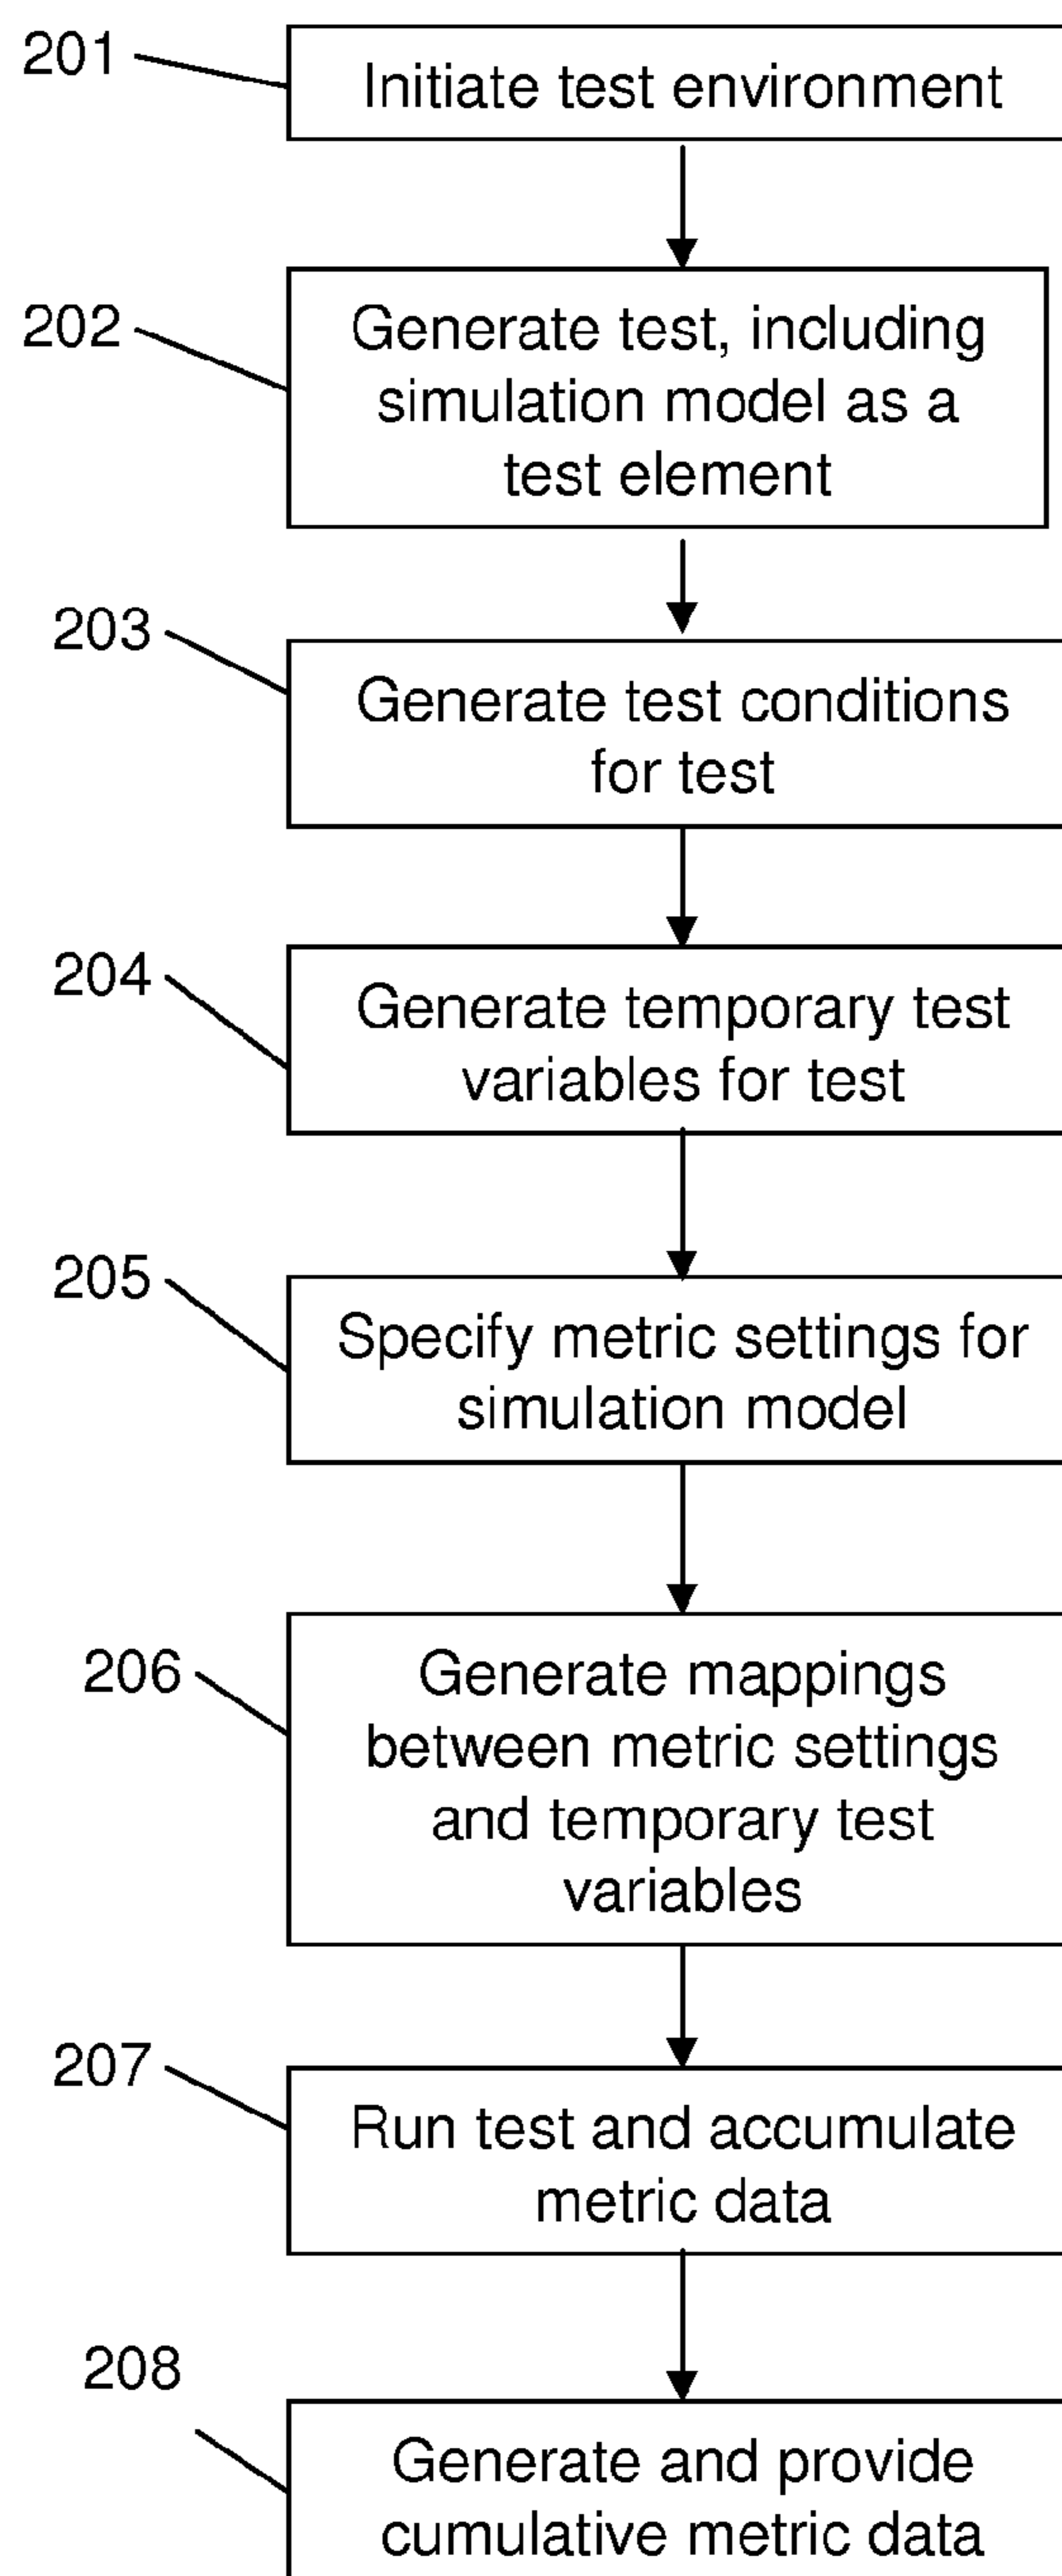 201
Initiate test environment
202
Generate test, including
simulation model as a
test element
203
Generate test conditions
for test
204
Generate temporary test
variables for test
205
Specify metric settings for
simulation model
206
Generate mappings
between metric settings
and temporary test
variables
207
Run test and accumulate
metric data
208
Generate and provide
cumulative metric data